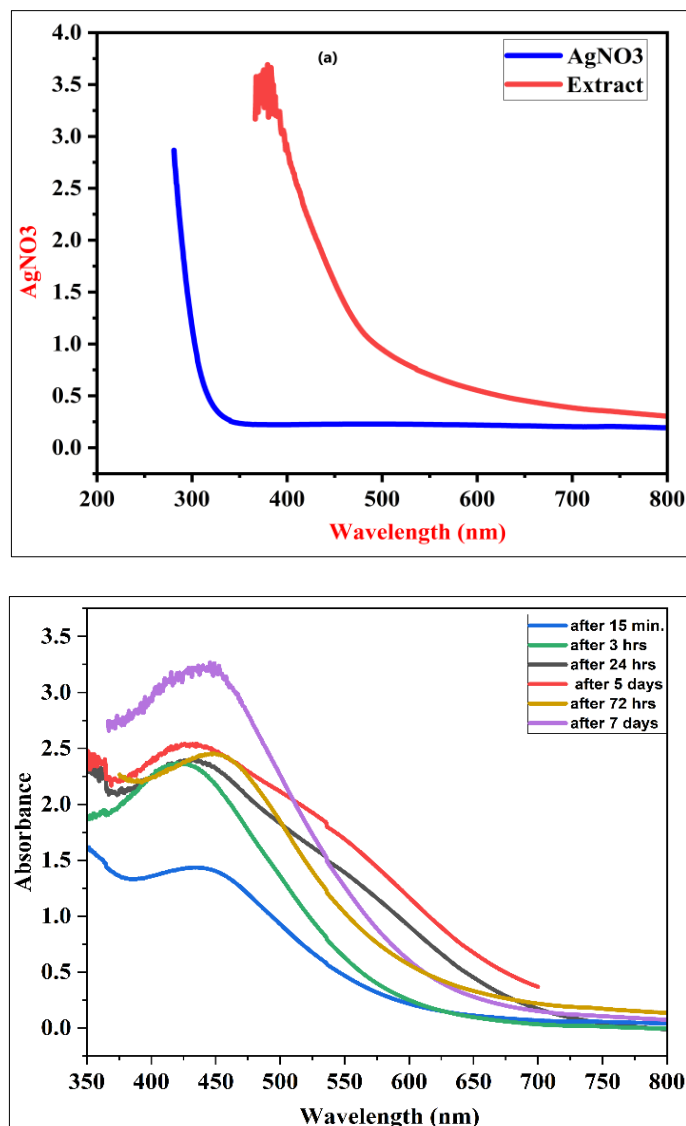 (a)
AgNO3
Extract
4.0
3.5
3.0
2.5
2.0
1.5
1.0
0.5
0.0
AgNO3
200 300 400 500 600 700 800
Wavelength (nm)
after 15 min.
after 3 hrs
after 24 hrs
after 5 days
after 72 hrs
after 7 days
3.5
3.0
2.5
2.0
1.5
1.0
0.5
0.0
Absorbance
350 400 450 500 550 600 650 700 750 800
Wavelength (nm)